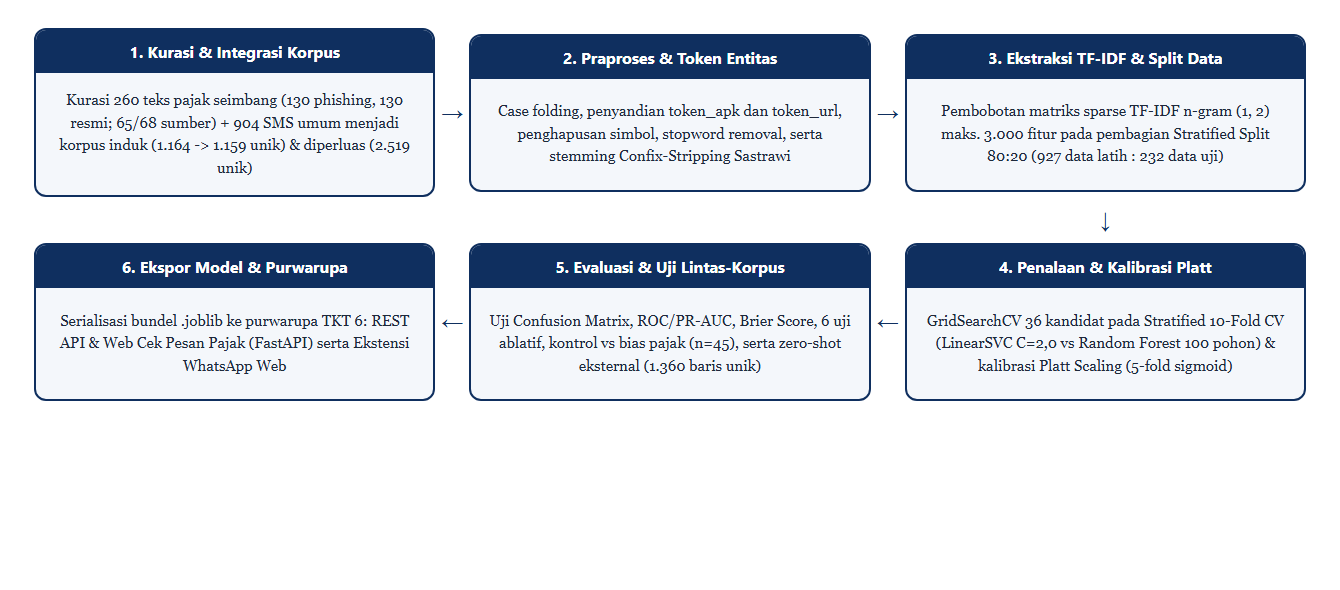 1. Kurasi & Integrasi Korpus
Kurasi 260 teks pajak seimbang (130 phishing, 130
resmi; 65/68 sumber) + 904 SMS umum menjadi
korpus induk (1.164 -> 1.159 unik) & diperluas (2.519
unik)
→
2. Praproses & Token Entitas
Case folding, penyandian token_apk dan token_url,
penghapusan simbol, stopword removal, serta
stemming Confix-Stripping Sastrawi
→
3. Ekstraksi TF-IDF & Split Data
Pembobotan matriks sparse TF-IDF n-gram (1, 2)
maks. 3.000 fitur pada pembagian Stratified Split
80:20 (927 data latih : 232 data uji)
↓
4. Penalaan & Kalibrasi Platt
GridSearchCV 36 kandidat pada Stratified 10-Fold CV
(LinearSVC C=2,0 vs Random Forest 100 pohon) &
kalibrasi Platt Scaling (5-fold sigmoid)
←
5. Evaluasi & Uji Lintas-Korpus
Uji Confusion Matrix, ROC/PR-AUC, Brier Score, 6 uji
ablatif, kontrol vs bias pajak (n=45), serta zero-shot
eksternal (1.360 baris unik)
←
6. Ekspor Model & Purwarupa
Serialisasi bundel .joblib ke purwarupa TKT 6: REST
API & Web Cek Pesan Pajak (FastAPI) serta Ekstensi
WhatsApp Web